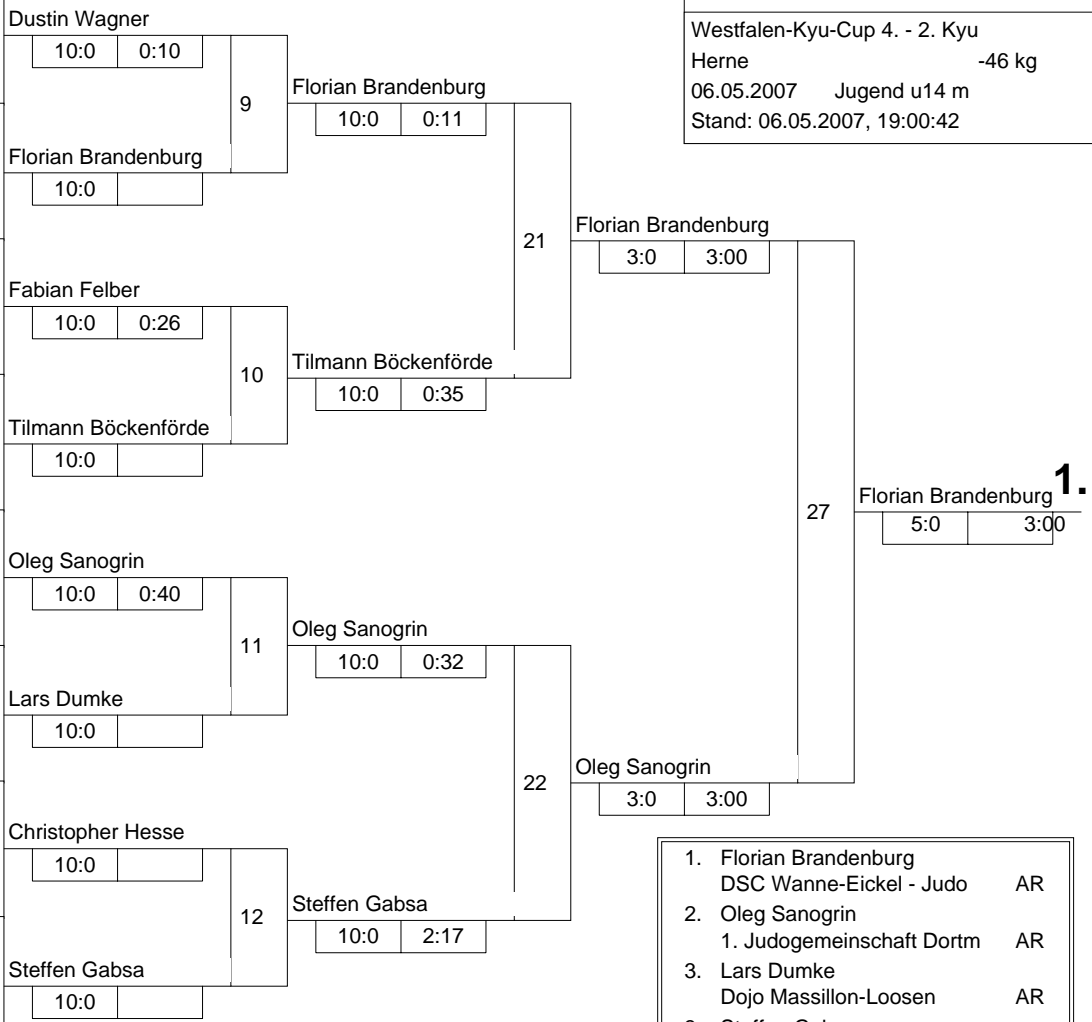 Dustin Wagner
10:0 0:10
9
Florian Brandenburg
10:0
Fabian Felber
10:0 0:26
10
Tilmann Böckenförde
10:0
Oleg Sanogrin
10:0 0:40
11
Lars Dumke
10:0
Christopher Hesse
10:0
12
Steffen Gabsa
10:0
Florian Brandenburg
10:0 0:11
21
Tilmann Böckenförde
10:0 0:35
Oleg Sanogrin
10:0 0:32
22
Steffen Gabsa
10:0 2:17
Florian Brandenburg
3:0 3:00
27
Oleg Sanogrin
3:0 3:00
Florian Brandenburg 1.
5:0 3:00
Westfalen-Kyu-Cup 4. - 2. Kyu
Herne -46 kg
06.05.2007 Jugend u14 m
Stand: 06.05.2007, 19:00:42
1. Florian Brandenburg
DSC Wanne-Eickel - Judo AR
2. Oleg Sanogrin
1. Judogemeinschaft Dortm AR
3. Lars Dumke
Dojo Massillon-Loosen AR